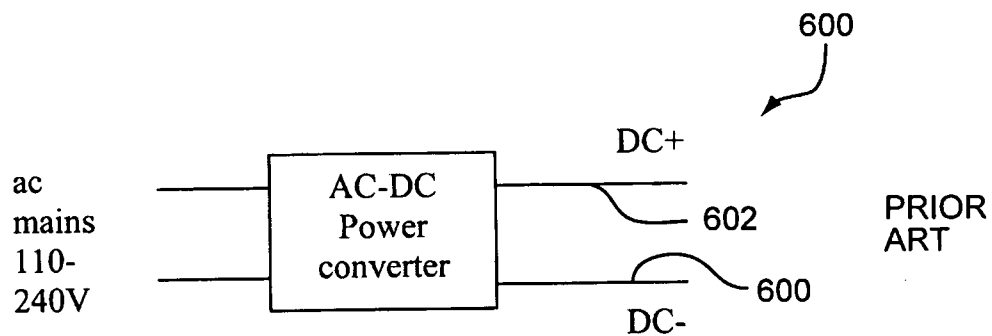 600
DC+
ac
mains
110-
240V
AC-DC
Power
converter
602
600
DC-
PRIOR
ART